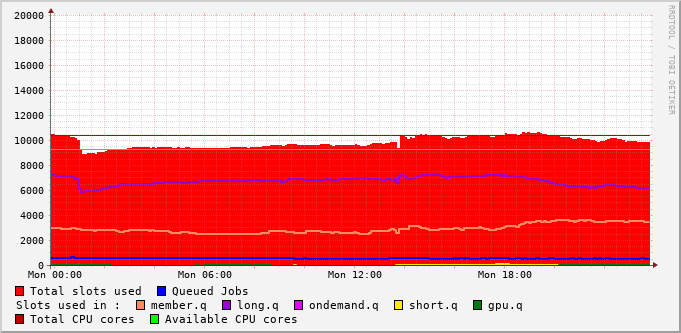 20000
18000
16000
14000
12000
10000
8000
6000
4000
2000
0
Mon 00:00 Mon 06:00 Mon 12:00 Mon 18:00
Total slots used Queued Jobs
Slots used in : member.q long.q ondemand.q short.q gpu.q
Total CPU cores Available CPU cores
RRDTOOL / TOBI OETIKER